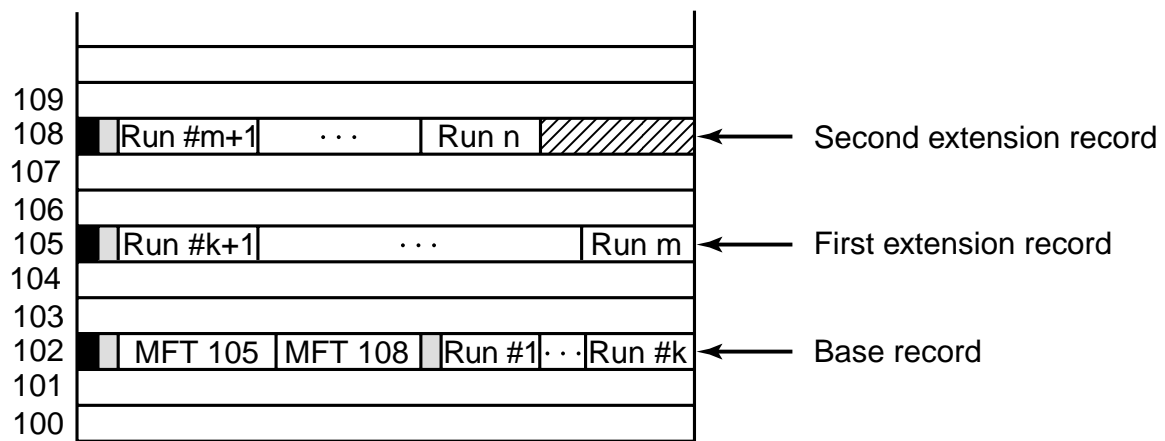 109
108 Run #m+1 · · · Run n Second extension record
107
106
105 Run #k+1 · · · Run m First extension record
104
103
102 MFT 105 MFT 108 Run #1 · · · Run #k Base record
101
100